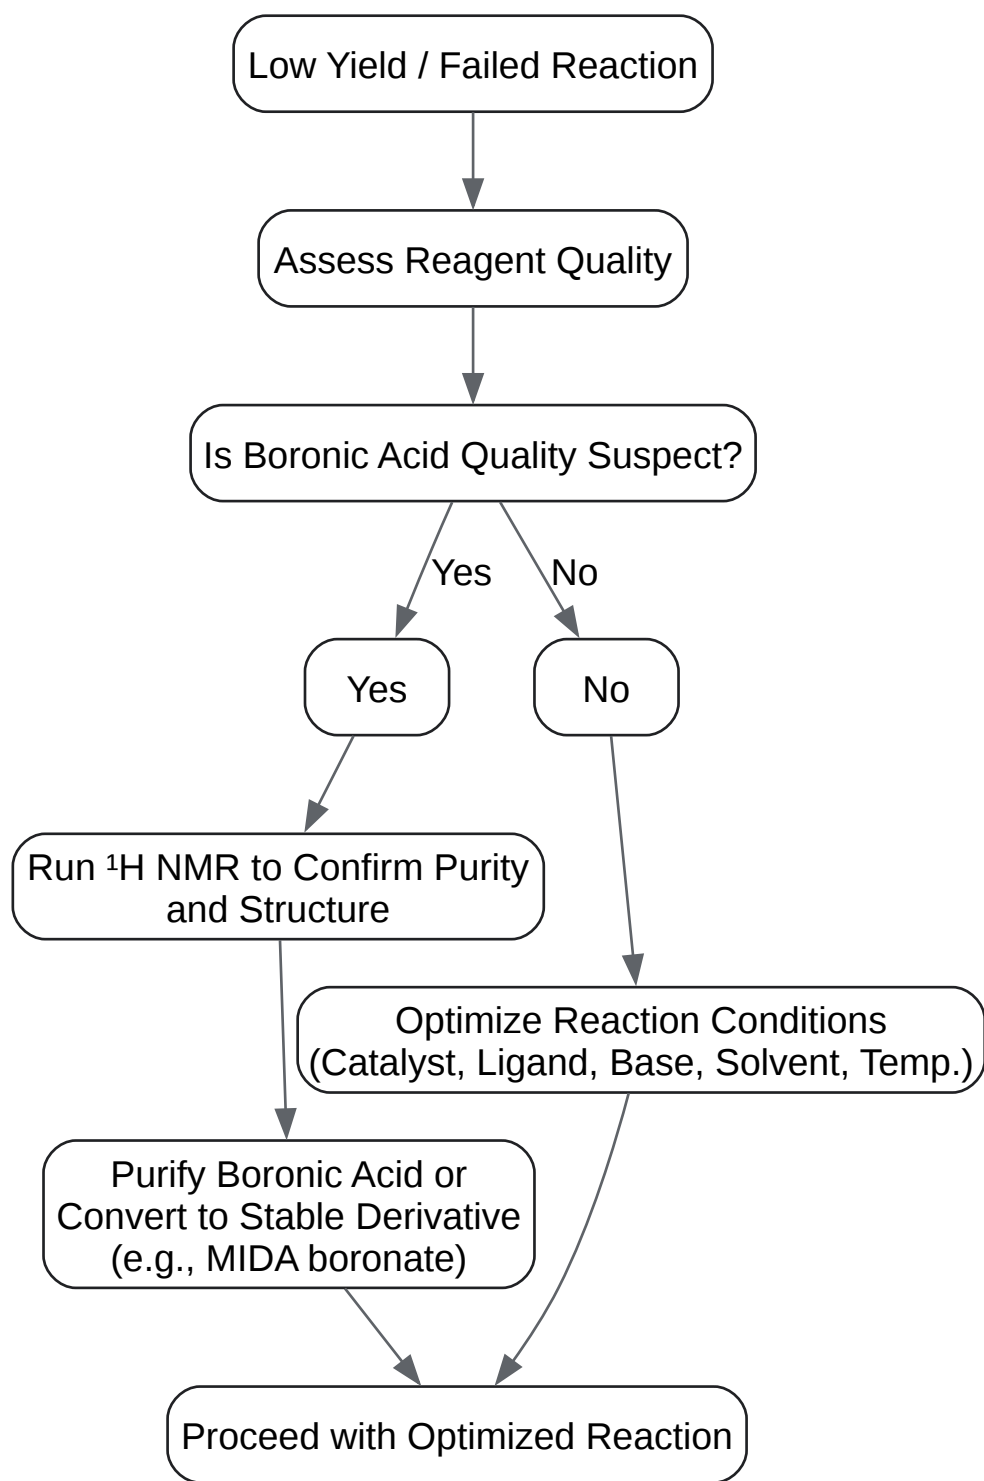 Low Yield / Failed Reaction
Assess Reagent Quality
Is Boronic Acid Quality Suspect?
Yes
No
Yes
No
Run ¹H NMR to Confirm Purity
and Structure
Optimize Reaction Conditions
(Catalyst, Ligand, Base, Solvent, Temp.)
Purify Boronic Acid or
Convert to Stable Derivative
(e.g., MIDA boronate)
Proceed with Optimized Reaction